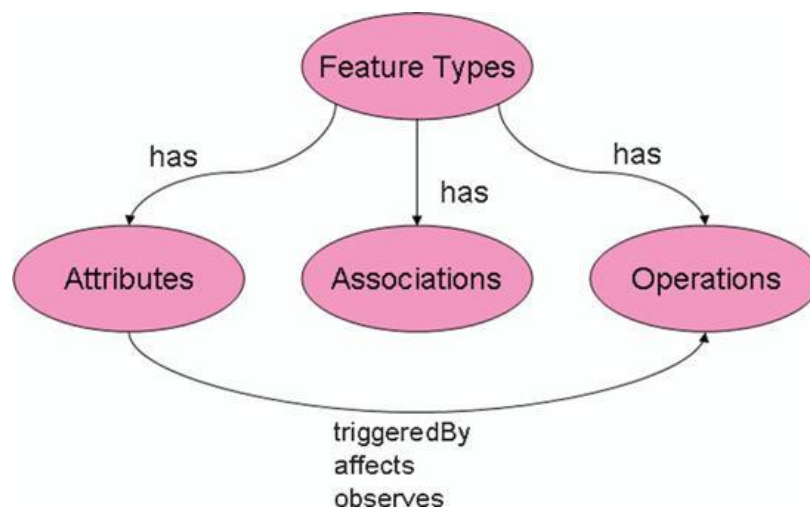 Feature Types
has
has
has
Attributes
Associations
Operations
triggeredBy
affects
observes